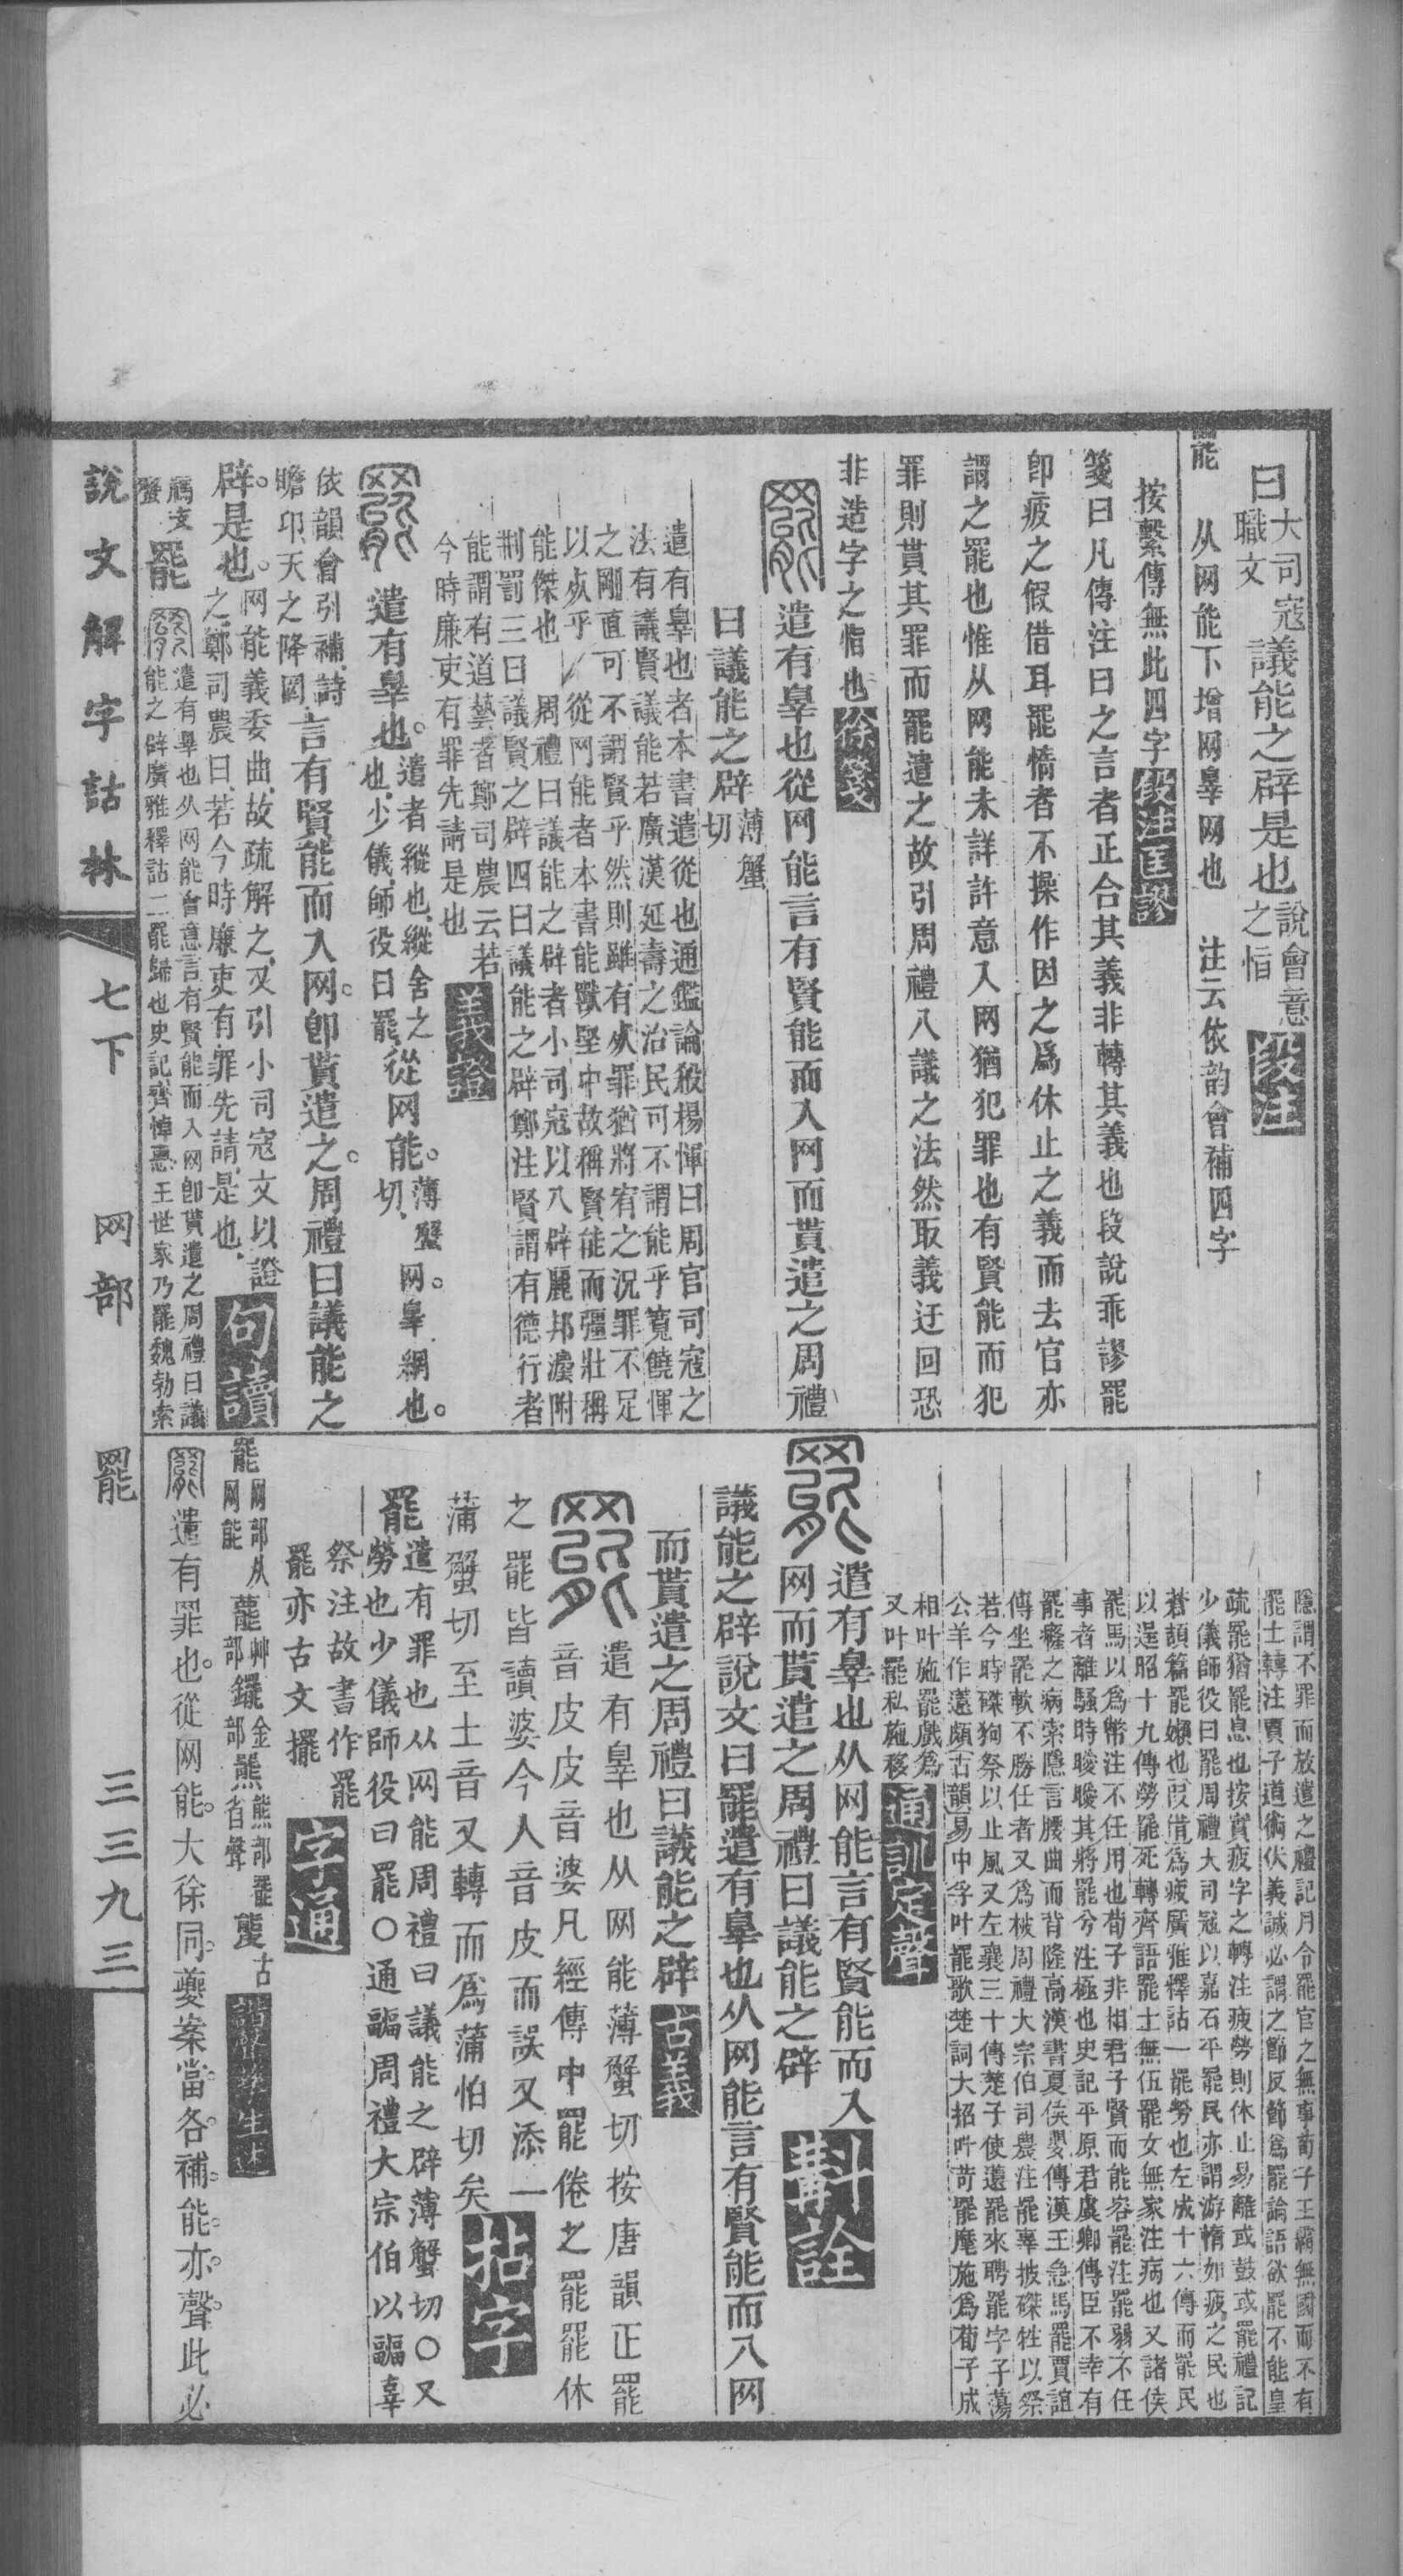 曰大司寇職文議能之辟是也說會意之恉段注
罷　从网能下增网辠网也　注云依韵會補四字
按繫傳無此四字段注匡謬
箋曰凡傳注曰之言者正合其義非轉其義也段說乖謬罷
卽疲之假借耳罷惰者不操作因之爲休止之義而去官亦
謂之罷也惟从网能未詳許意入网猶犯罪也有賢能而犯
罪則貰其罪而罷遣之故引周禮八議之法然取義迂回恐
非造字之恉也徐箋
遣有辠也從网能言有賢能而入网而貰遣之周禮
曰議能之辟薄蟹切
遣有辠也者本書遣從也通鑑論殺楊惲曰周官司寇之
法有議賢議能若廣漢延壽之治民可不謂能乎寬饒惲
之剛直可不謂賢乎然則雖有死罪猶將宥之況罪不足
以死乎　從网能者本書能獸堅中故稱賢能而彊壯稱
能傑也　周禮曰議能之辟者小司寇以八辟麗邦灋附
刑罰三曰議賢之辟四曰議能之辟鄭注賢謂有德行者
能謂有道藝者鄭司農云若
今時廉吏有罪先請是也義證
遣有辠也。遣者縱也、縱舍之也、少儀、師役曰罷、從网能。薄蟹切、网。辠網也。
依韻會引補、詩瞻卬天之降罔言有賢能而入网。卽貰遣之。周禮曰議能之
辟。是也。网能義委曲、故疏解之、又引小司寇文以證之、鄭司農曰、若今時廉吏有罪先請、是也、句讀
罷遣有辠也从网能會意言有賢能而入网卽貰遣之周禮曰議
能之辟廣雅釋詁二罷歸也史記齊悼惠王世家乃罷魏勃索
隱謂不罪而放遣之禮記月令罷官之無事荀子王霸無國而不有
罷士轉注賈子道術伏義誠必謂之節反節爲罷論語欲罷不能皇
疏罷猶罷息也按實疲字之轉注疲勞則休止易離或鼓或罷禮記
少儀師役曰罷周禮大司寇以嘉石平罷民亦謂游惰如疲之民也
蒼頡篇罷嬾也叚借爲疲廣雅釋詁一罷勞也左成十六傳而罷民
以逞昭十九傳勞罷死轉齊語罷士無伍罷女無家注病也又諸侯
罷馬以爲幣注不任用也荀子非相君子賢而能容罷注罷弱不任
事者離騷時曖曖其將罷兮注極也史記平原君虞卿傳臣不幸有
罷癃之病索隱言腰曲而背隆高漢書夏侯嬰傳漢王急馬罷賈誼
傳坐罷軟不勝任者又爲柀周禮大宗伯司農注罷辜披磔牲以祭
若今時磔狗祭以止風又左襄三十傳楚子使薳罷來聘罷字子蕩
公羊作薳頗古韻易中孚叶罷歌楚詞大招叶苛罷麾施爲荀子成
相叶施罷戲爲
又叶罷私施移通訓定聲
遣有辠也从网能言有賢能而入
网而貰遣之周禮曰議能之辟斠詮
議能之辟說文曰罷遣有辠也从网能言有賢能而入网
而貰遣之周禮曰議能之辟古義
遣有辠也从网能薄蟹切按唐韻正罷
音皮皮音婆凡經傳中罷倦之罷罷休
之罷皆讀婆今人音皮而誤又添一
蒲蟹切至士音又轉而爲蒲怕切矣拈字
罷遣有罪也从网能周禮曰議能之辟薄蟹切〇又
勞也少儀師役曰罷〇通疈周禮大宗伯以疈辜
祭注故書作罷
罷亦古文擺字通
罷网部从网能　䕗艸部　鑼金部　羆熊部罷省聲　古諧聲孳生述
遣有罪也。從网能。大徐同。夔案當各補能亦聲此必
說文解字詁林　七下　网部　罷　三三九三